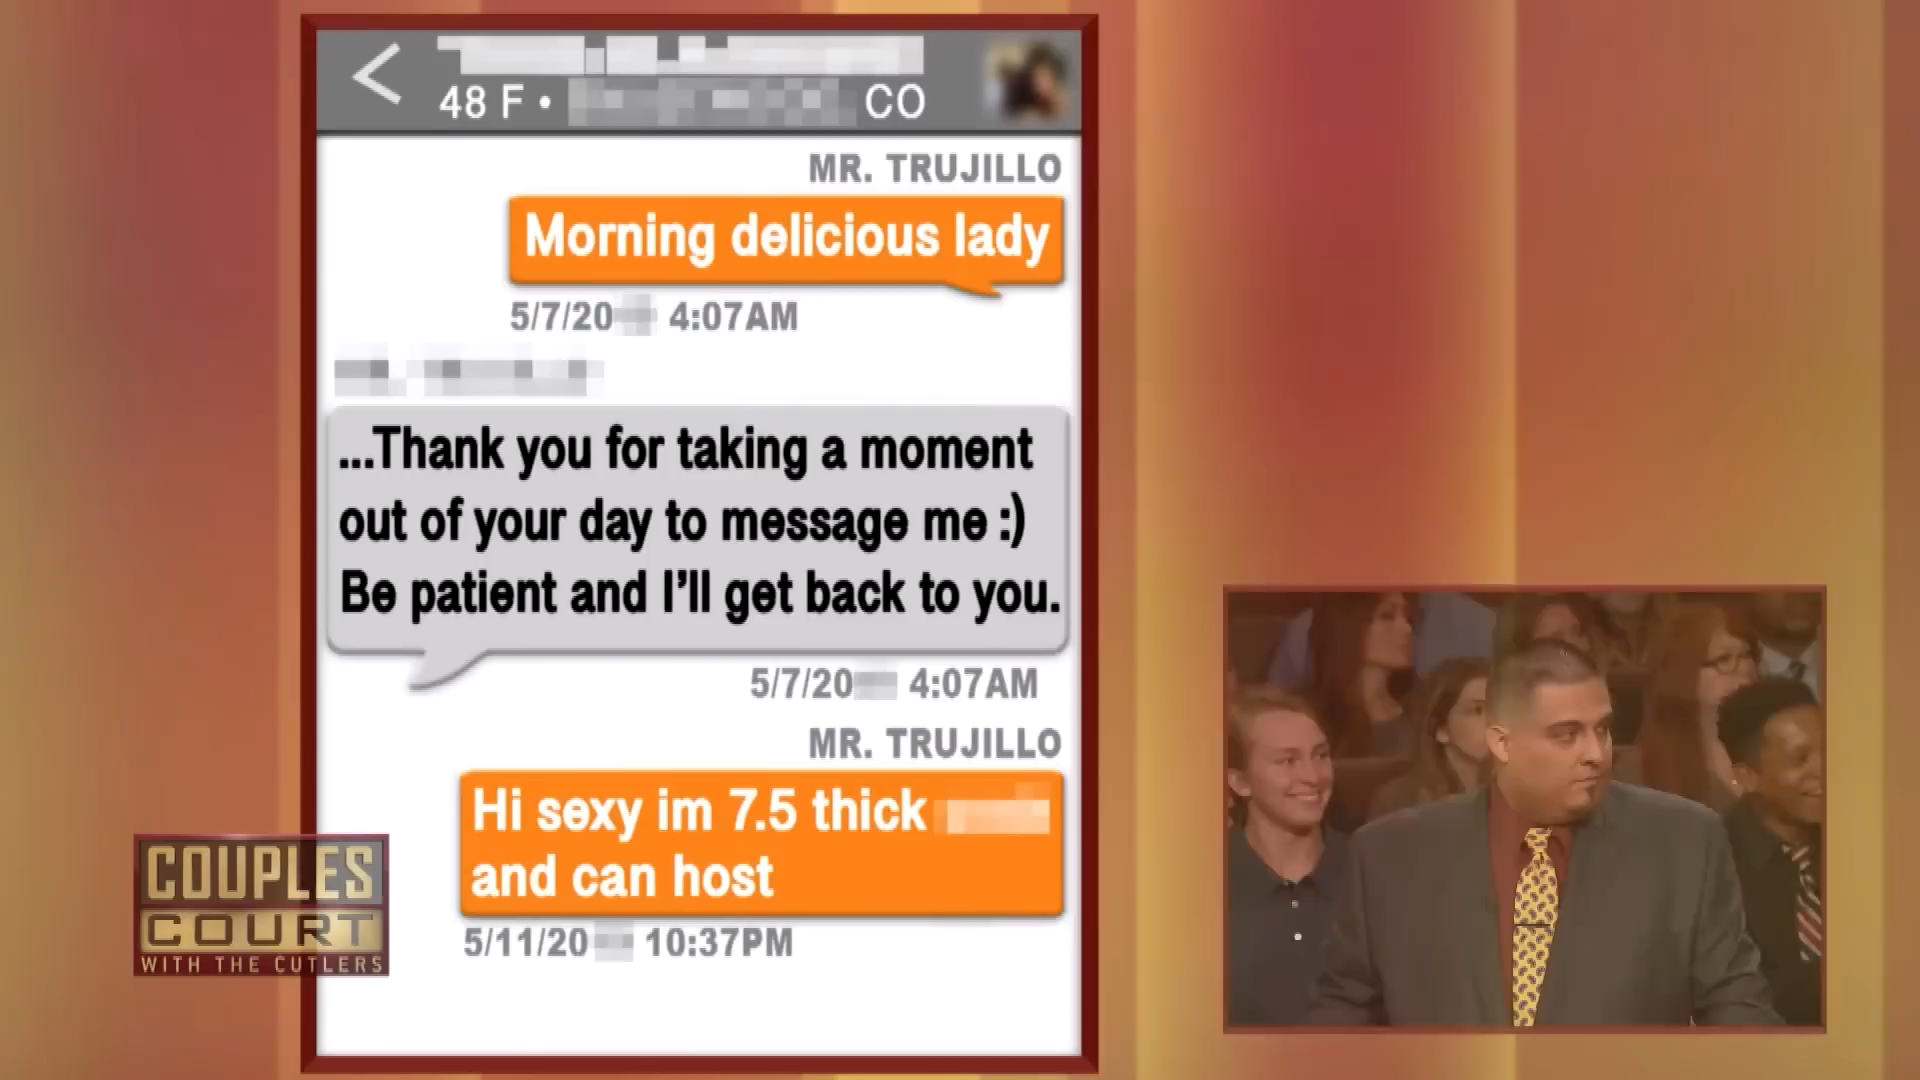 48 F • CO
MR. TRUJILLO
Morning delicious lady
5/7/20 4:07AM
...Thank you for taking a moment
out of your day to message me :)
Be patient and I'll get back to you.
5/7/20 4:07AM
MR. TRUJILLO
Hi sexy im 7.5 thick
and can host
5/11/20 10:37PM
COUPLES
COURT
WITH THE CUTLERS